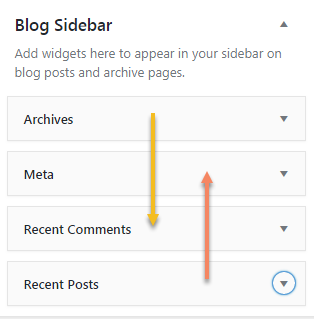 Blog Sidebar
Add widgets here to appear in your sidebar on
blog posts and archive pages.
Archives
Meta
Recent Comments
Recent Posts